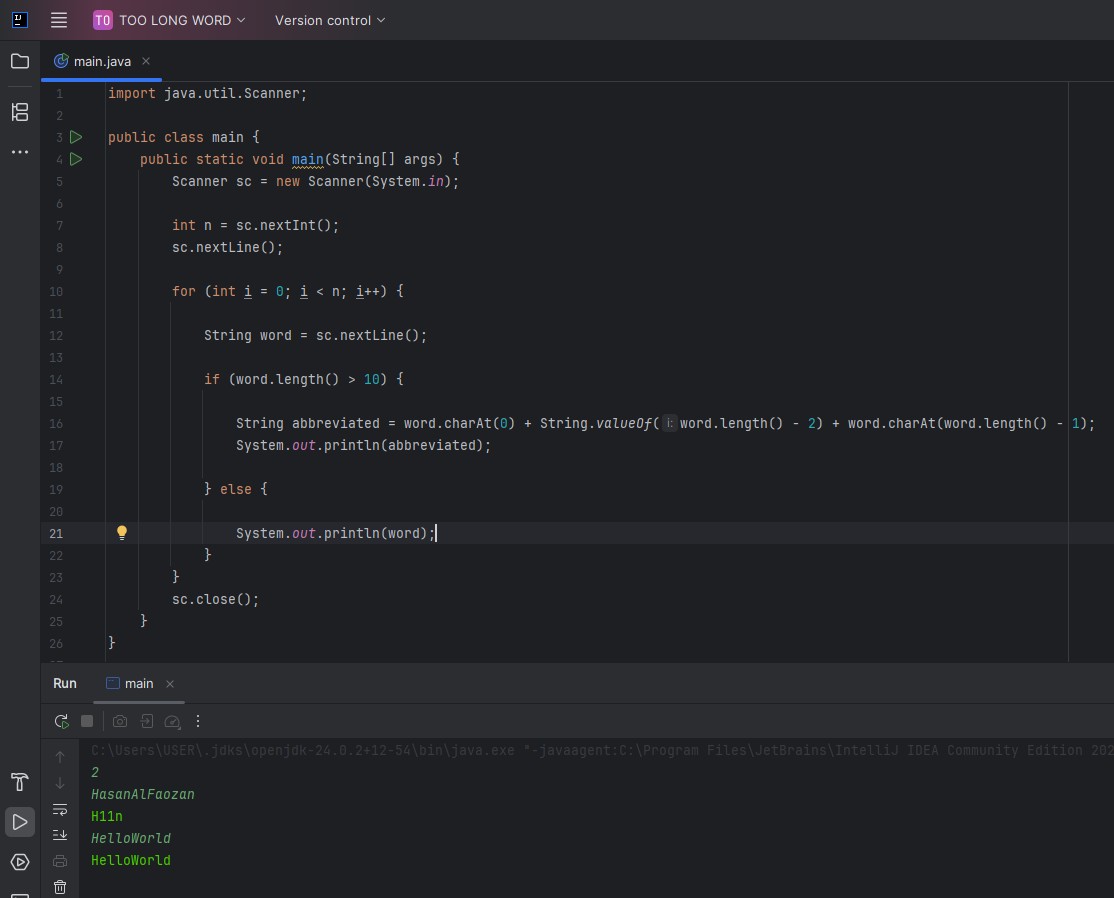 TO TOO LONG WORD Version control
main.java
1 import java.util.Scanner;
2
3 public class main {
4 public static void main(String[] args) {
5 Scanner sc = new Scanner(System.in);
6
7 int n = sc.nextInt();
8 sc.nextLine();
9
10 for (int i = 0; i < n; i++) {
11
12 String word = sc.nextLine();
13
14 if (word.length() > 10) {
15
16 String abbreviated = word.charAt(0) + String.valueOf( i: word.length() - 2) + word.charAt(word.length() - 1);
17 System.out.println(abbreviated);
18
19 } else {
20
21 System.out.println(word);
22 }
23 }
24 sc.close();
25 }
26 }
Run main
C:\Users\USER\.jdks\openjdk-24.0.2+12-54\bin\java.exe "-javaagent:C:\Program Files\JetBrains\IntelliJ IDEA Community Edition 202
2
HasanAlFaozan
H11n
HelloWorld
HelloWorld